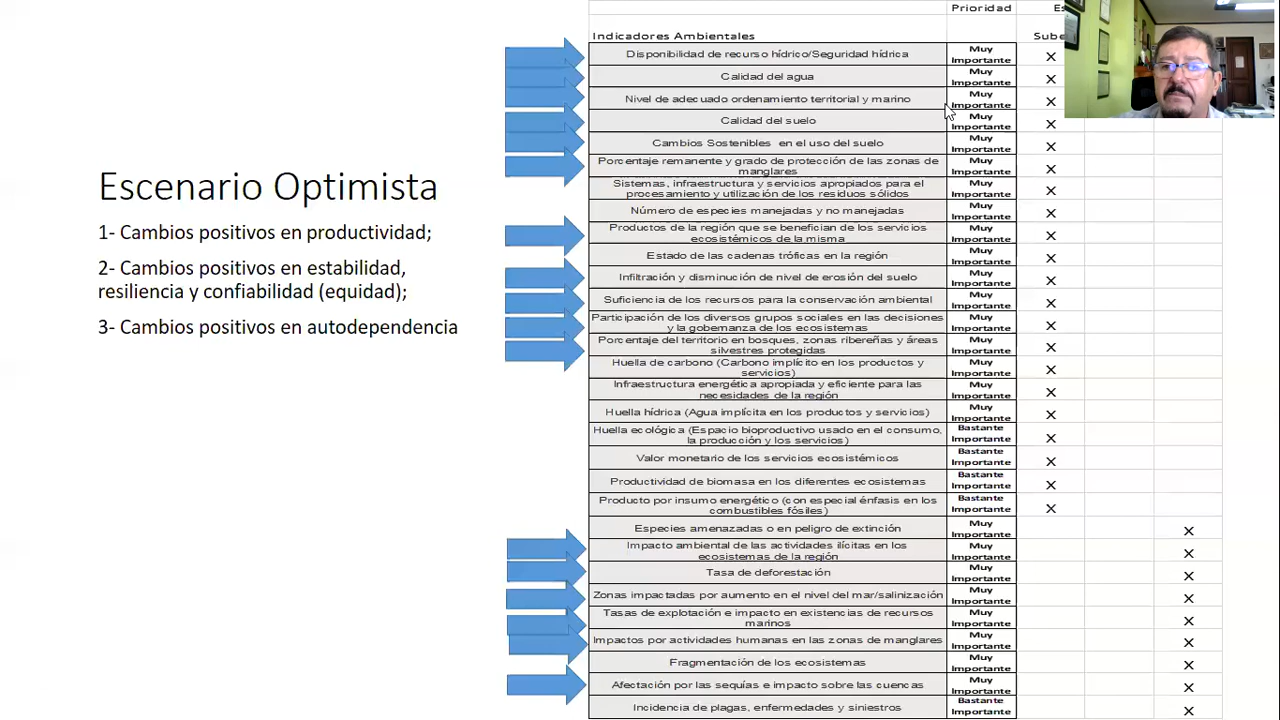 Escenario Optimista
1- Cambios positivos en productividad;
2- Cambios positivos en estabilidad,
resiliencia y confiabilidad (equidad);
3- Cambios positivos en autodependencia
Prioridad
Indicadores Ambientales
Sube
Disponibilidad de recurso hídrico/Seguridad hídrica
Muy
Importante
X
Calidad del agua
Muy
Importante
X
Nivel de adecuado ordenamiento territorial y marino
Muy
Importante
X
Calidad del suelo
Muy
Importante
X
Cambios Sostenibles en el uso del suelo
Muy
Importante
X
Porcentaje remanente y grado de protección de las zonas de
manglares
Muy
Importante
X
Sistemas, infraestructura y servicios apropiados para el
procesamiento y utilización de los residuos sólidos
Muy
Importante
X
Número de especies manejadas y no manejadas
Muy
Importante
X
Productos de la región que se benefician de los servicios
ecosistémicos de la misma
Muy
Importante
X
Estado de las cadenas tróficas en la región
Muy
Importante
X
Infiltración y disminución de nivel de erosión del suelo
Muy
Importante
X
Suficiencia de los recursos para la conservación ambiental
Muy
Importante
X
Participación de los diversos grupos sociales en las decisiones
y la gobernanza de los ecosistemas
Muy
Importante
X
Porcentaje del territorio en bosques, zonas ribereñas y áreas
silvestres protegidas
Muy
Importante
X
Huella de carbono (Carbono implícito en los productos y
servicios)
Muy
Importante
X
Infraestructura energética apropiada y eficiente para las
necesidades de la región
Muy
Importante
X
Huella hídrica (Agua implícita en los productos y servicios)
Muy
Importante
X
Huella ecológica (Espacio bioproductivo usado en el consumo,
la producción y los servicios)
Bastante
Importante
X
Valor monetario de los servicios ecosistémicos
Bastante
Importante
X
Productividad de biomasa en los diferentes ecosistemas
Bastante
Importante
X
Producto por insumo energético (con especial énfasis en los
combustibles fósiles)
Bastante
Importante
X
Especies amenazadas o en peligro de extinción
Muy
Importante
X
Impacto ambiental de las actividades ilícitas en los
ecosistemas de la región
Muy
Importante
X
Tasa de deforestación
Muy
Importante
X
Zonas impactadas por aumento en el nivel del mar/salinización
Muy
Importante
X
Tasas de explotación e impacto en existencias de recursos
marinos
Muy
Importante
X
Impactos por actividades humanas en las zonas de manglares
Muy
Importante
X
Fragmentación de los ecosistemas
Muy
Importante
X
Afectación por las sequías e impacto sobre las cuencas
Muy
Importante
X
Incidencia de plagas, enfermedades y siniestros
Bastante
Importante
X